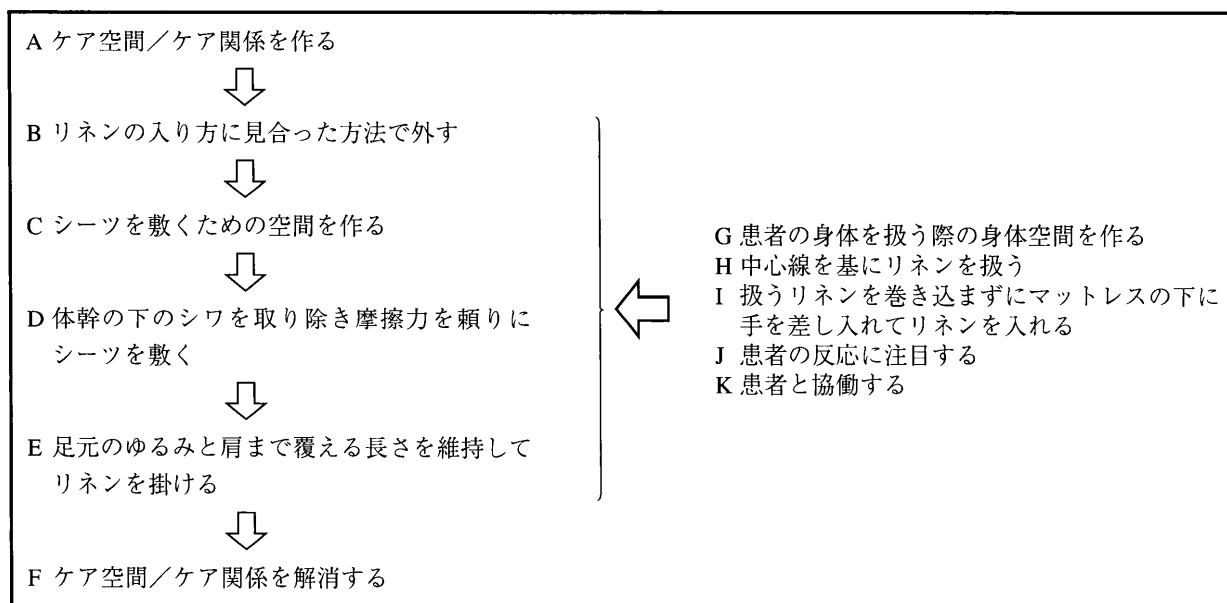 A ケア空間／ケア関係を作る
B リネンの入り方に見合った方法で外す
C シーツを敷くための空間を作る
D 体幹の下のシワを取り除き摩擦力を頼りに
シーツを敷く
E 足元のゆるみと肩まで覆える長さを維持して
リネンを掛ける
F ケア空間／ケア関係を解消する
G 患者の身体を扱う際の身体空間を作る
H 中心線を基にリネンを扱う
I 扱うリネンを巻き込まずにマットレスの下に
手を差し入れてリネンを入れる
J 患者の反応に注目する
K 患者と協働する